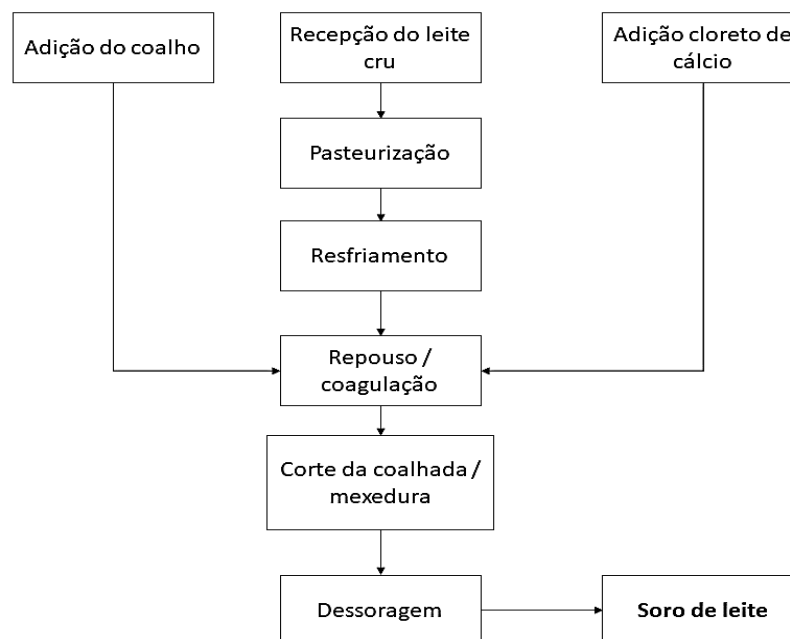 Adição do coalho
Recepção do leite
cru
Adição cloreto de
cálcio
Pasteurização
Resfriamento
Repouso /
coagulação
Corte da coalhada /
mexedura
Dessoragem
Soro de leite